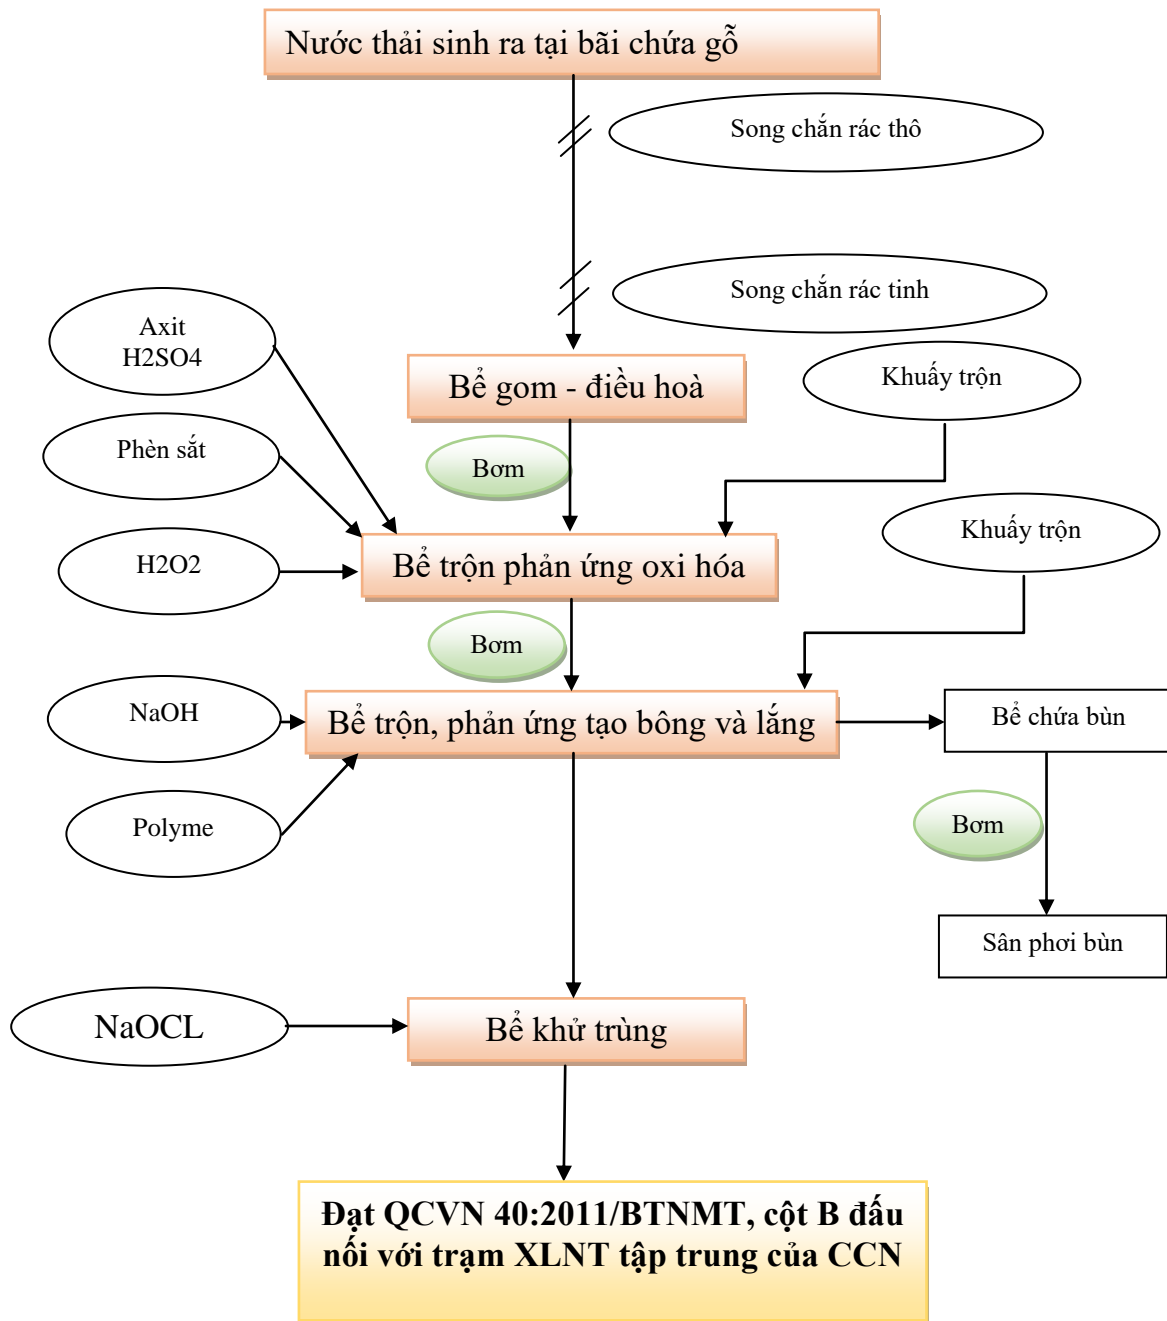 Nước thải sinh ra tại bãi chứa gỗ
Song chắn rác thô
Song chắn rác tinh
Axit
H2SO4
Bể gom - điều hoà
Khuấy trộn
Phèn sắt
Bơm
Khuấy trộn
H2O2
Bể trộn phản ứng oxi hóa
Bơm
NaOH
Bể trộn, phản ứng tạo bông và lắng
Bể chứa bùn
Polyme
Bơm
Sân phơi bùn
NaOCL
Bể khử trùng
Đạt QCVN 40:2011/BTNMT, cột B đấu
nối với trạm XLNT tập trung của CCN